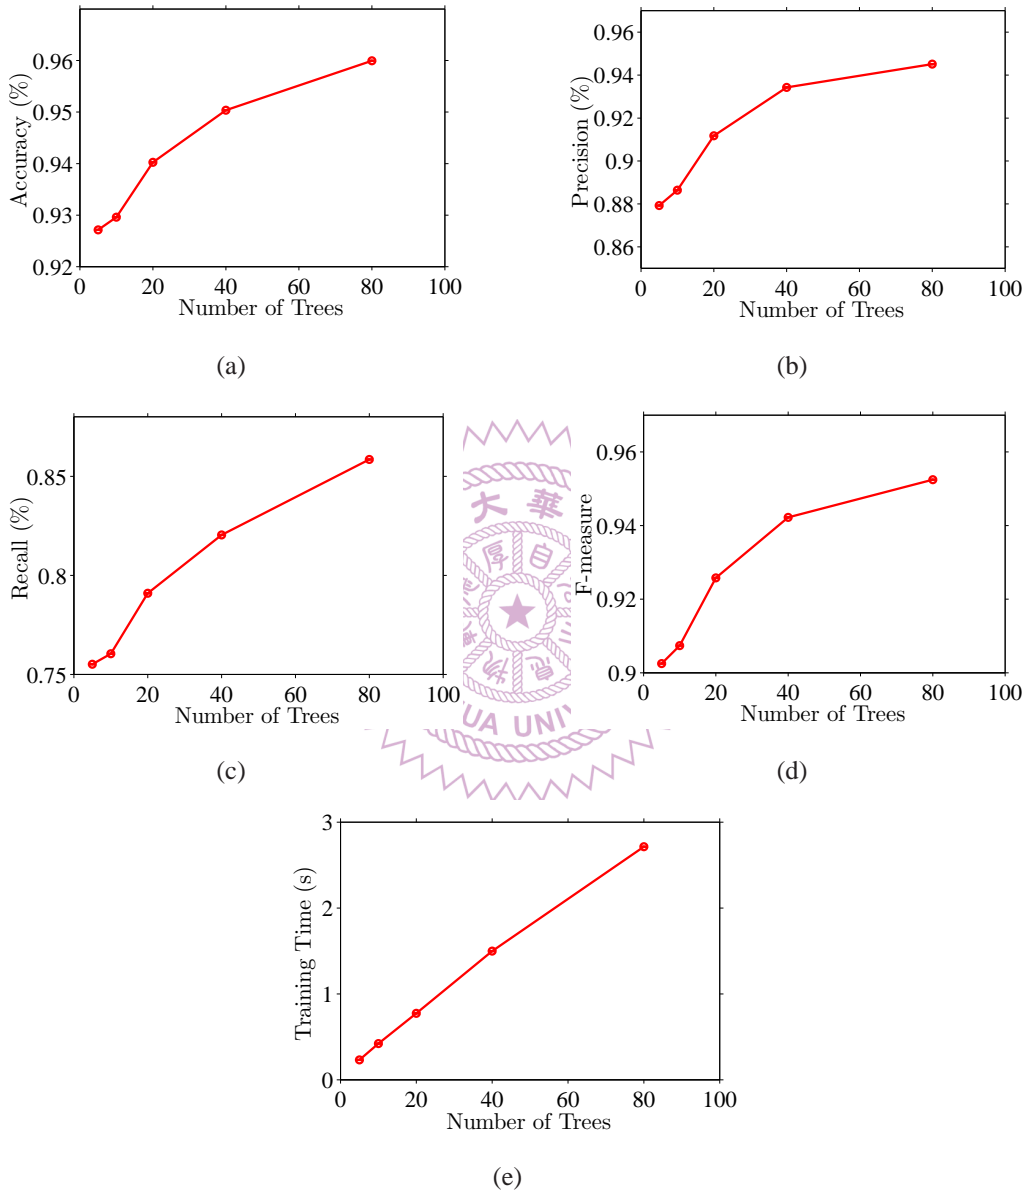 0.96
0.95
0.94
0.93
0.92
Accuracy (%)
0 20 40 60 80 100
Number of Trees
(a)
0.96
0.94
0.92
0.9
0.88
0.86
Precision (%)
0 20 40 60 80 100
Number of Trees
(b)
0.85
0.8
0.75
Recall (%)
0 20 40 60 80 100
Number of Trees
(c)
大 華
厚 自
物
UA UNI
0.96
0.94
0.92
0.9
F-measure
0 20 40 60 80 100
Number of Trees
(d)
3
2
1
0
Training Time (s)
0 20 40 60 80 100
Number of Trees
(e)